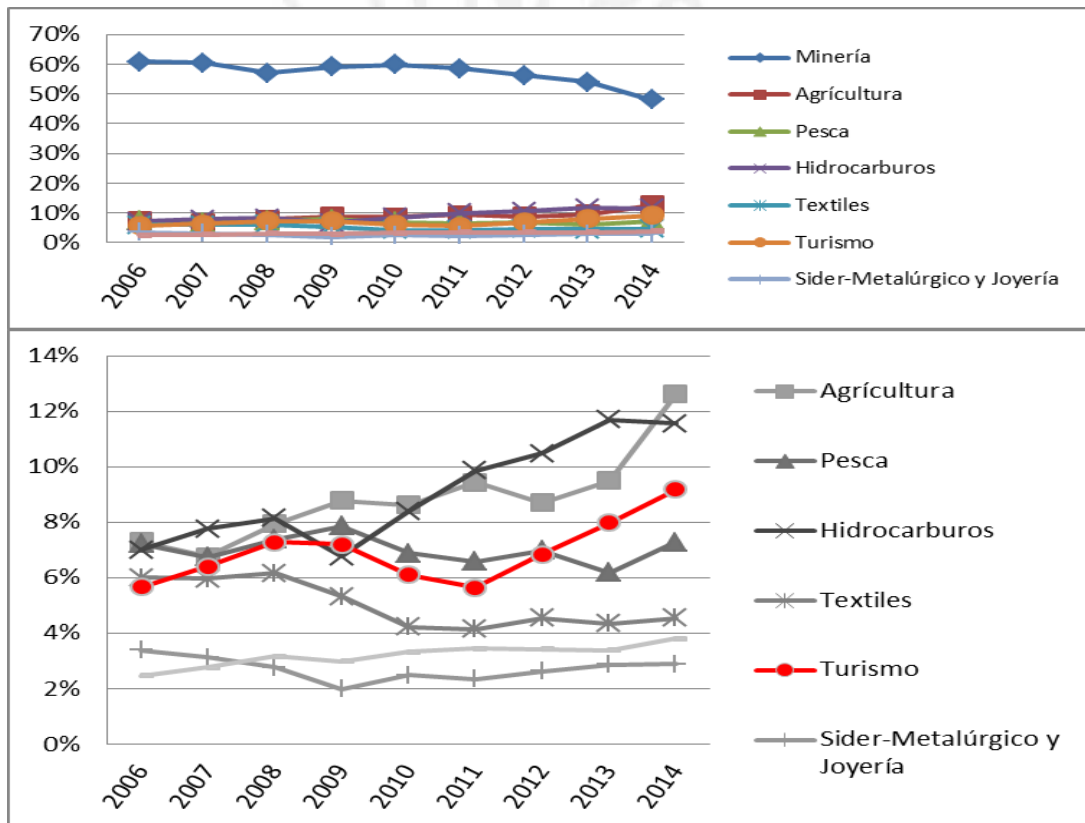 70%
60%
50%
40%
30%
20%
10%
0%
2006
2007
2008
2009
2010
2011
2012
2013
2014
Minería
Agrícultura
Pesca
Hidrocarburos
Textiles
Turismo
Sider-Metalúrgico y Joyería
14%
12%
10%
8%
6%
4%
2%
0%
2006
2007
2008
2009
2010
2011
2012
2013
2014
Agrícultura
Pesca
Hidrocarburos
Textiles
Turismo
Sider-Metalúrgico y
Joyería